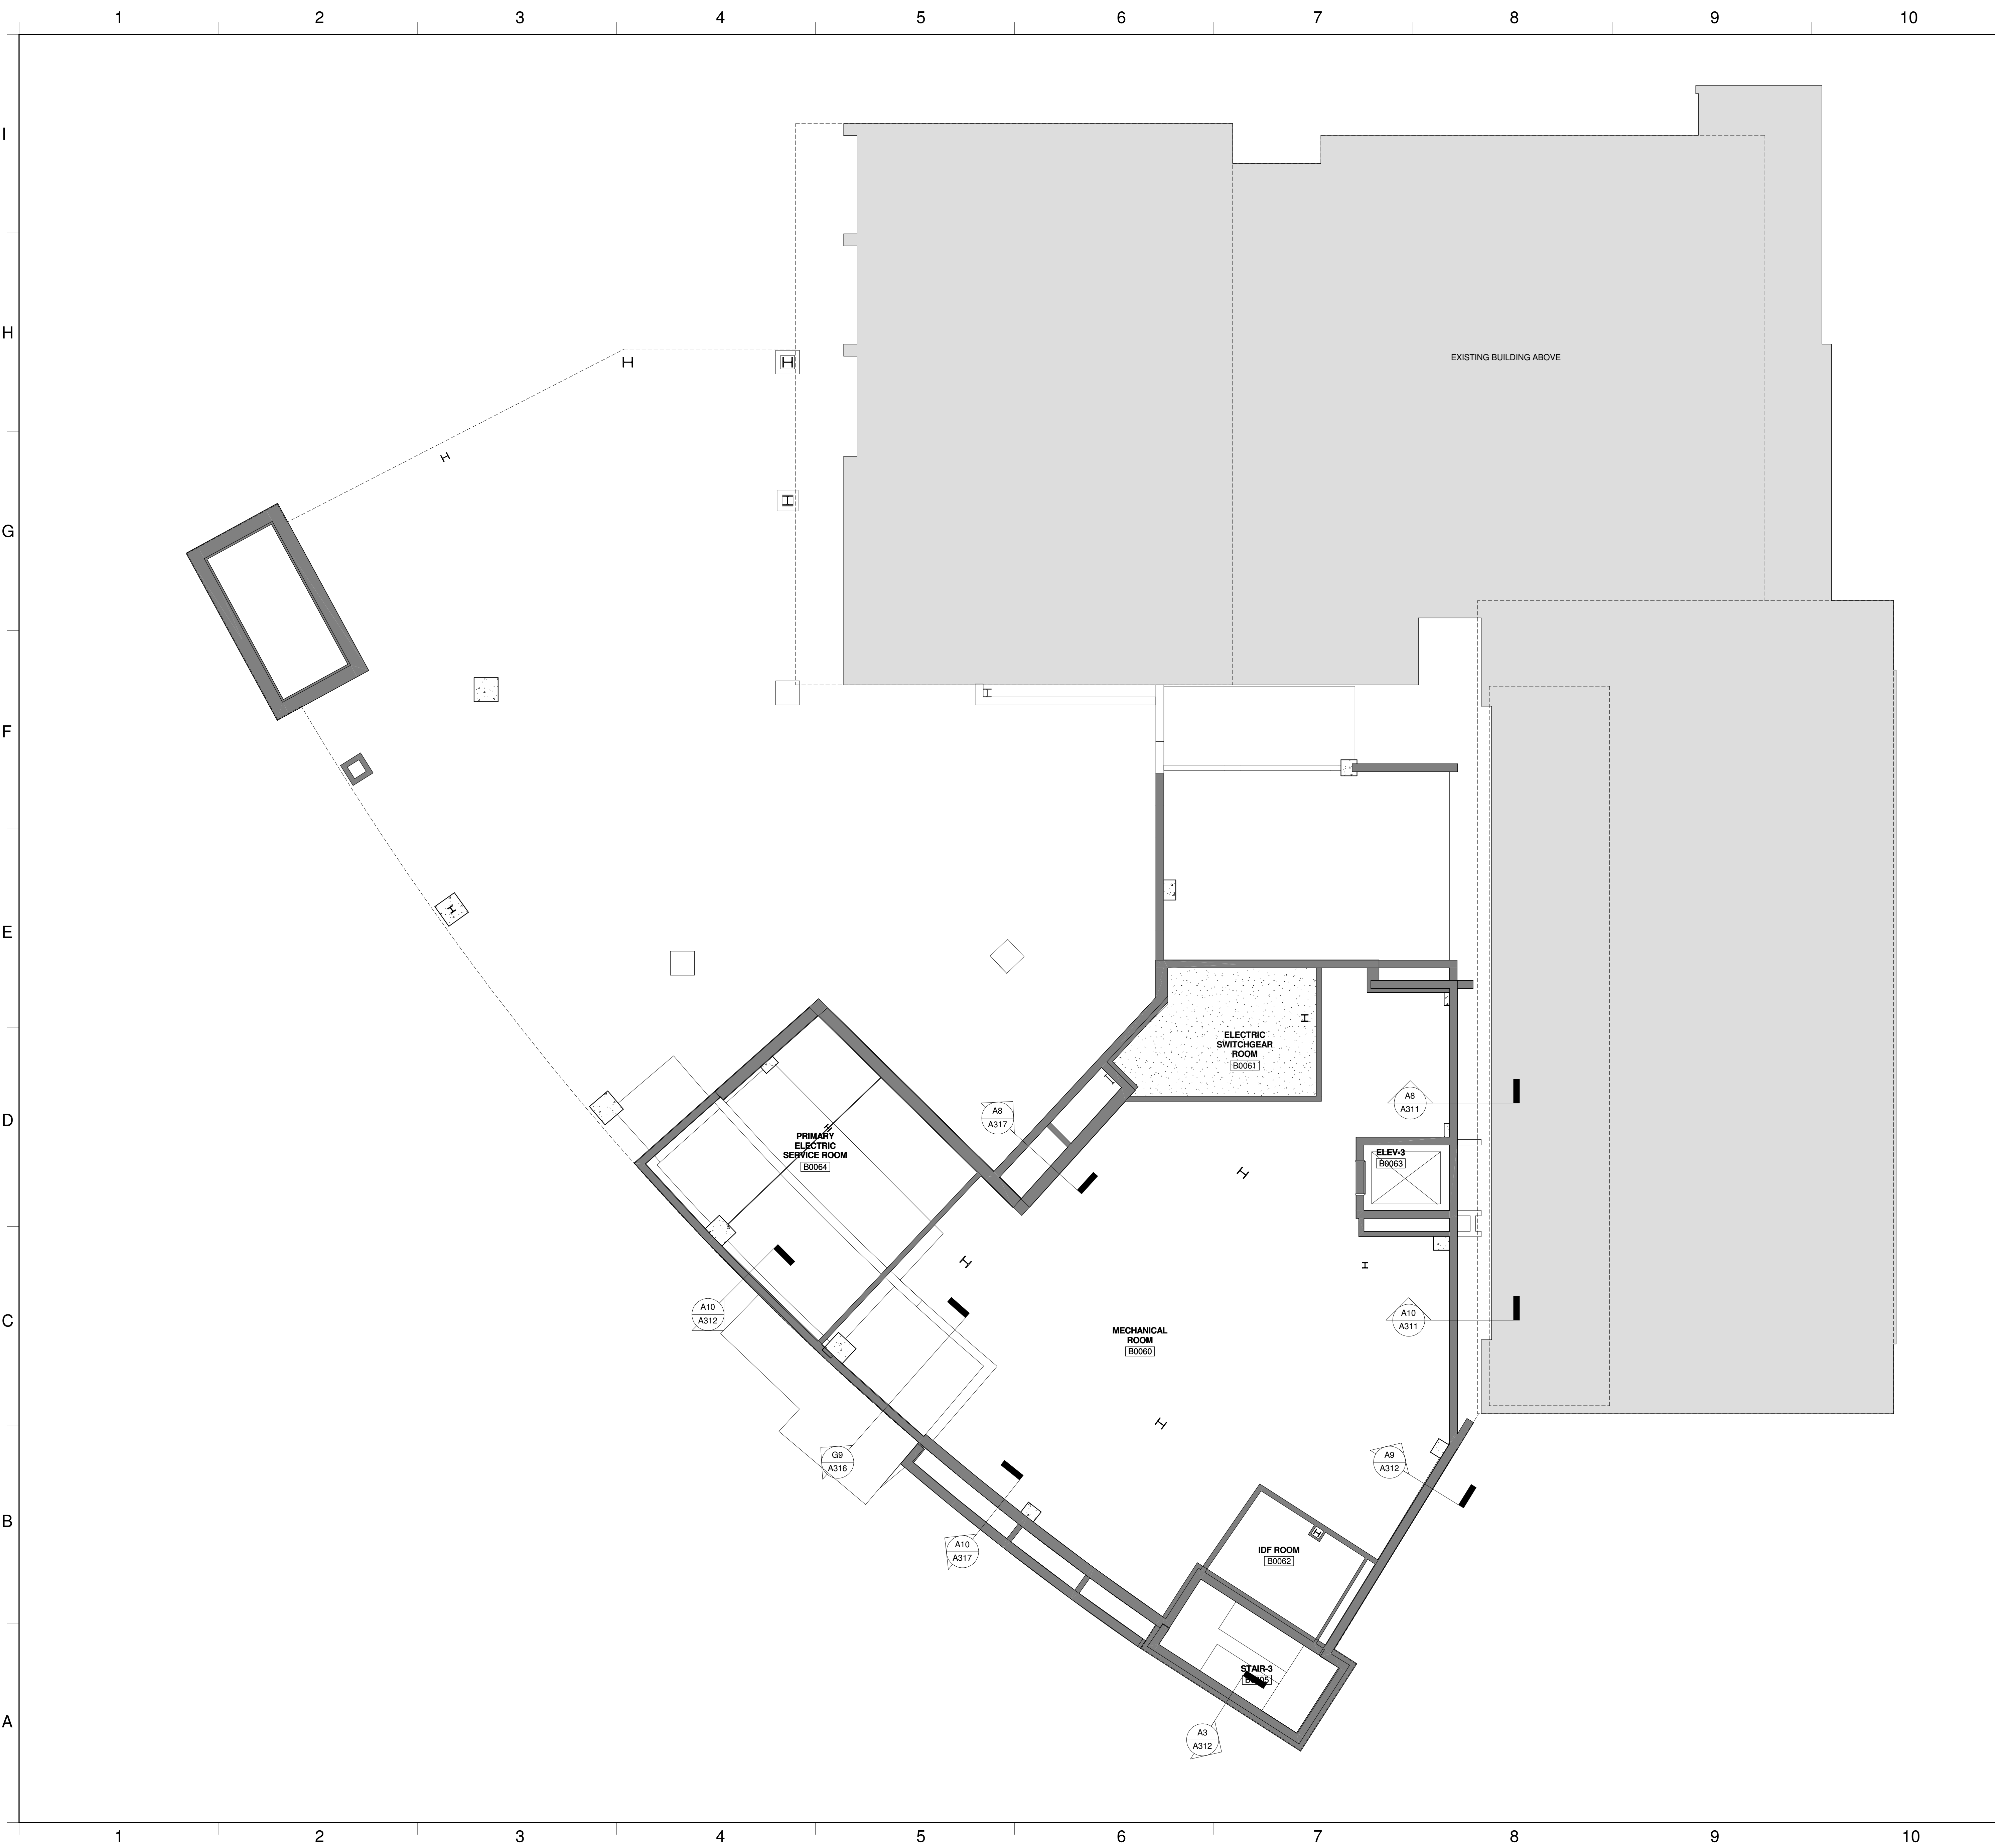 1 2 3 4 5 6 7 8 9 10
I
H
EXISTING BUILDING ABOVE
G
F
E
ELECTRIC
SWITCHGEAR
ROOM
B0061
D
A8
A311
A8
A317
PRIMARY
ELECTRIC
SERVICE ROOM
B0064
ELEV-3
B0063
C
A10
A312
A10
A311
MECHANICAL
ROOM
B0060
G9
A316
A9
A312
B
A10
A317
IDF ROOM
B0062
STAIR-3
A
A3
A312
1 2 3 4 5 6 7 8 9 10